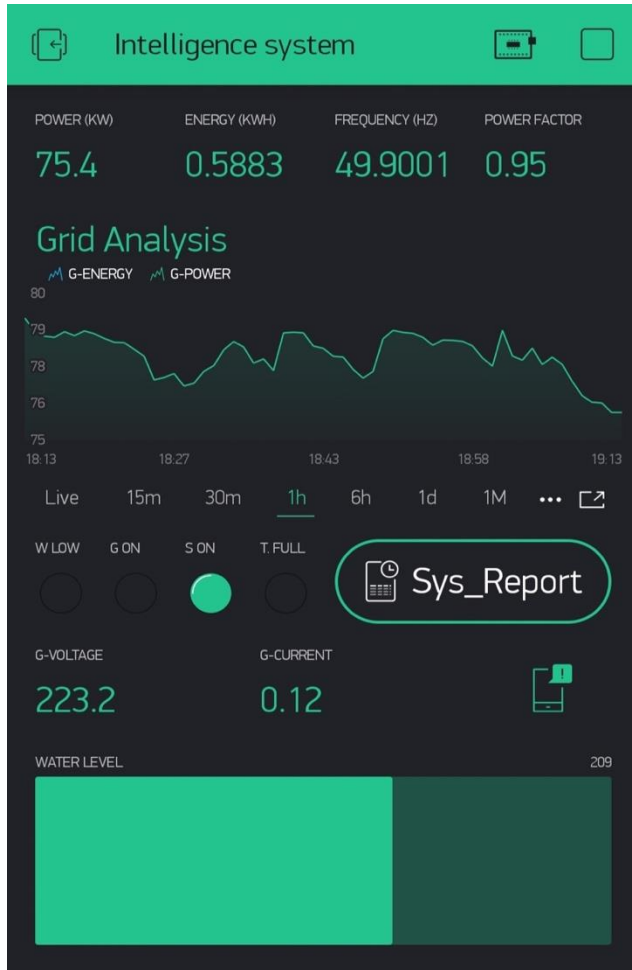 Intelligence system
POWER (KW) ENERGY (KWH) FREQUENCY (HZ) POWER FACTOR
75.4 0.5883 49.9001 0.95
Grid Analysis
G-ENERGY G-POWER
80
79
78
76
75
18:13 18:27 18:43 18:58 19:13
Live 15m 30m 1h 6h 1d 1M ...
W LOW G ON S ON T. FULL
Sys_Report
G-VOLTAGE G-CURRENT
223.2 0.12
!
WATER LEVEL 209